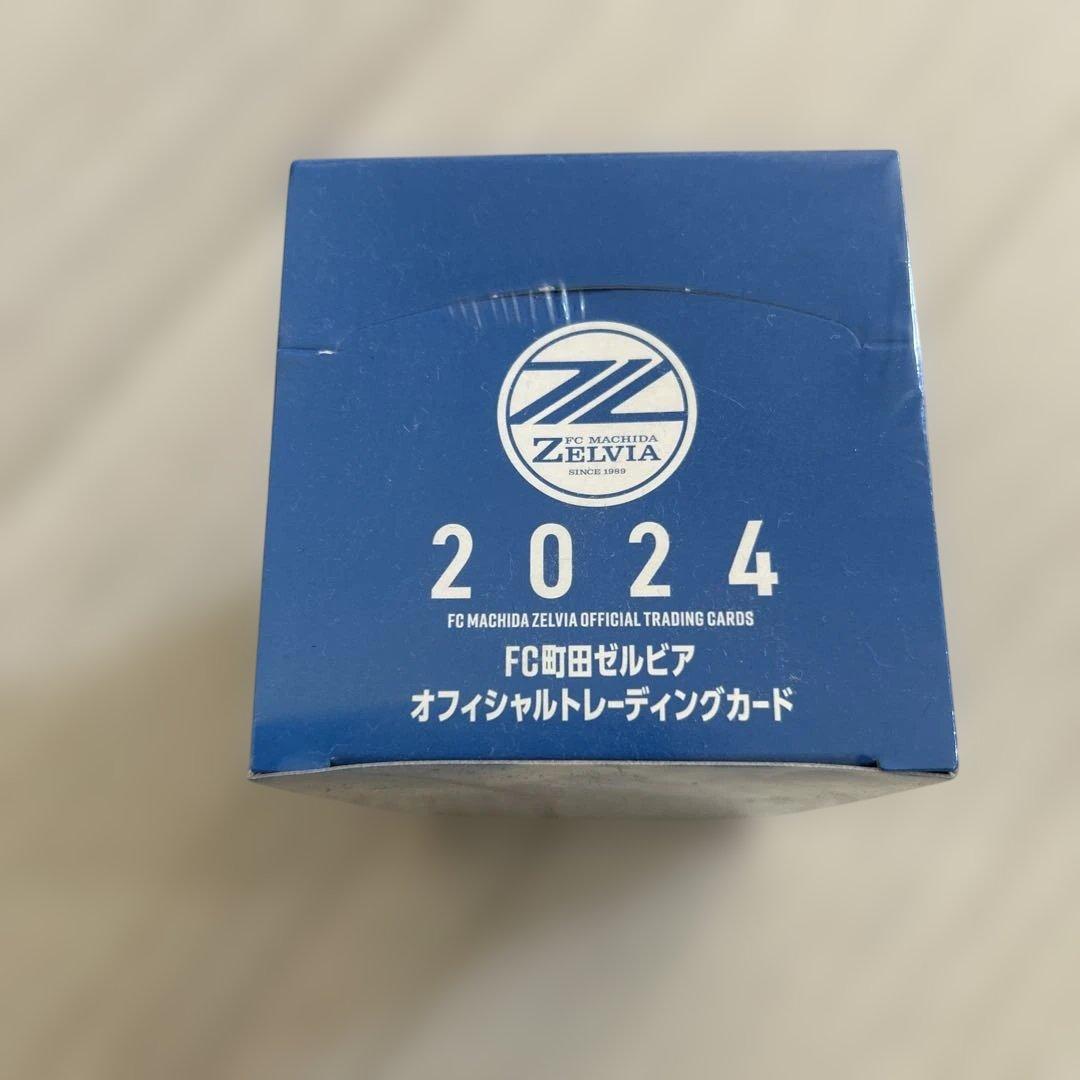 FC MACHIDA
ZELVIA
SINCE 1989
2024
FC MACHIDA ZELVIA OFFICIAL TRADING CARDS
FC町田ゼルビア
オフィシャルトレーディングカード